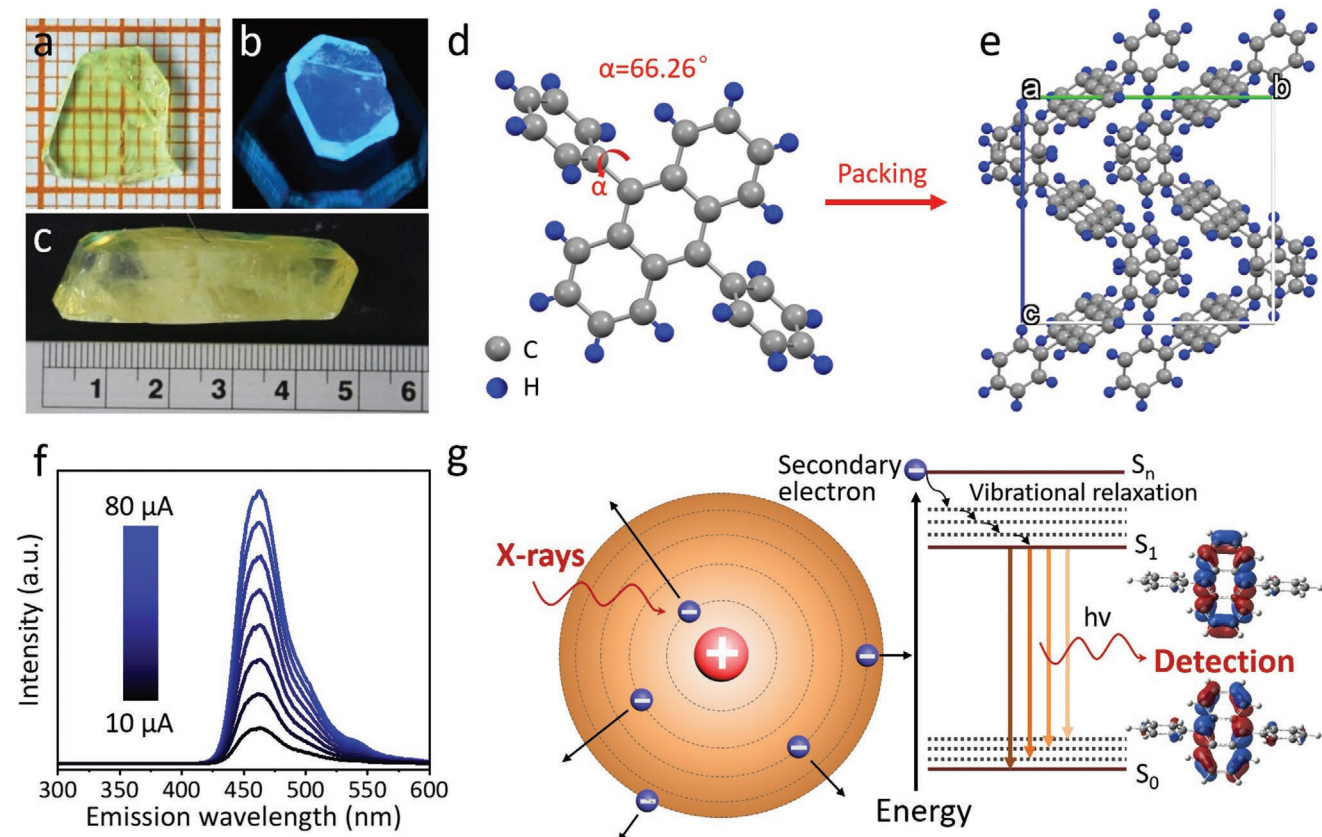 a
b
c
1 2 3 4 5 6
d
α=66.26°
α
C
H
Packing
e
a
b
c
f
80 µA
10 µA
Intensity (a.u.)
300 350 400 450 500 550 600
Emission wavelength (nm)
g
X-rays
Secondary
electron
Sₙ
Vibrational relaxation
S₁
hν
Detection
S₀
Energy